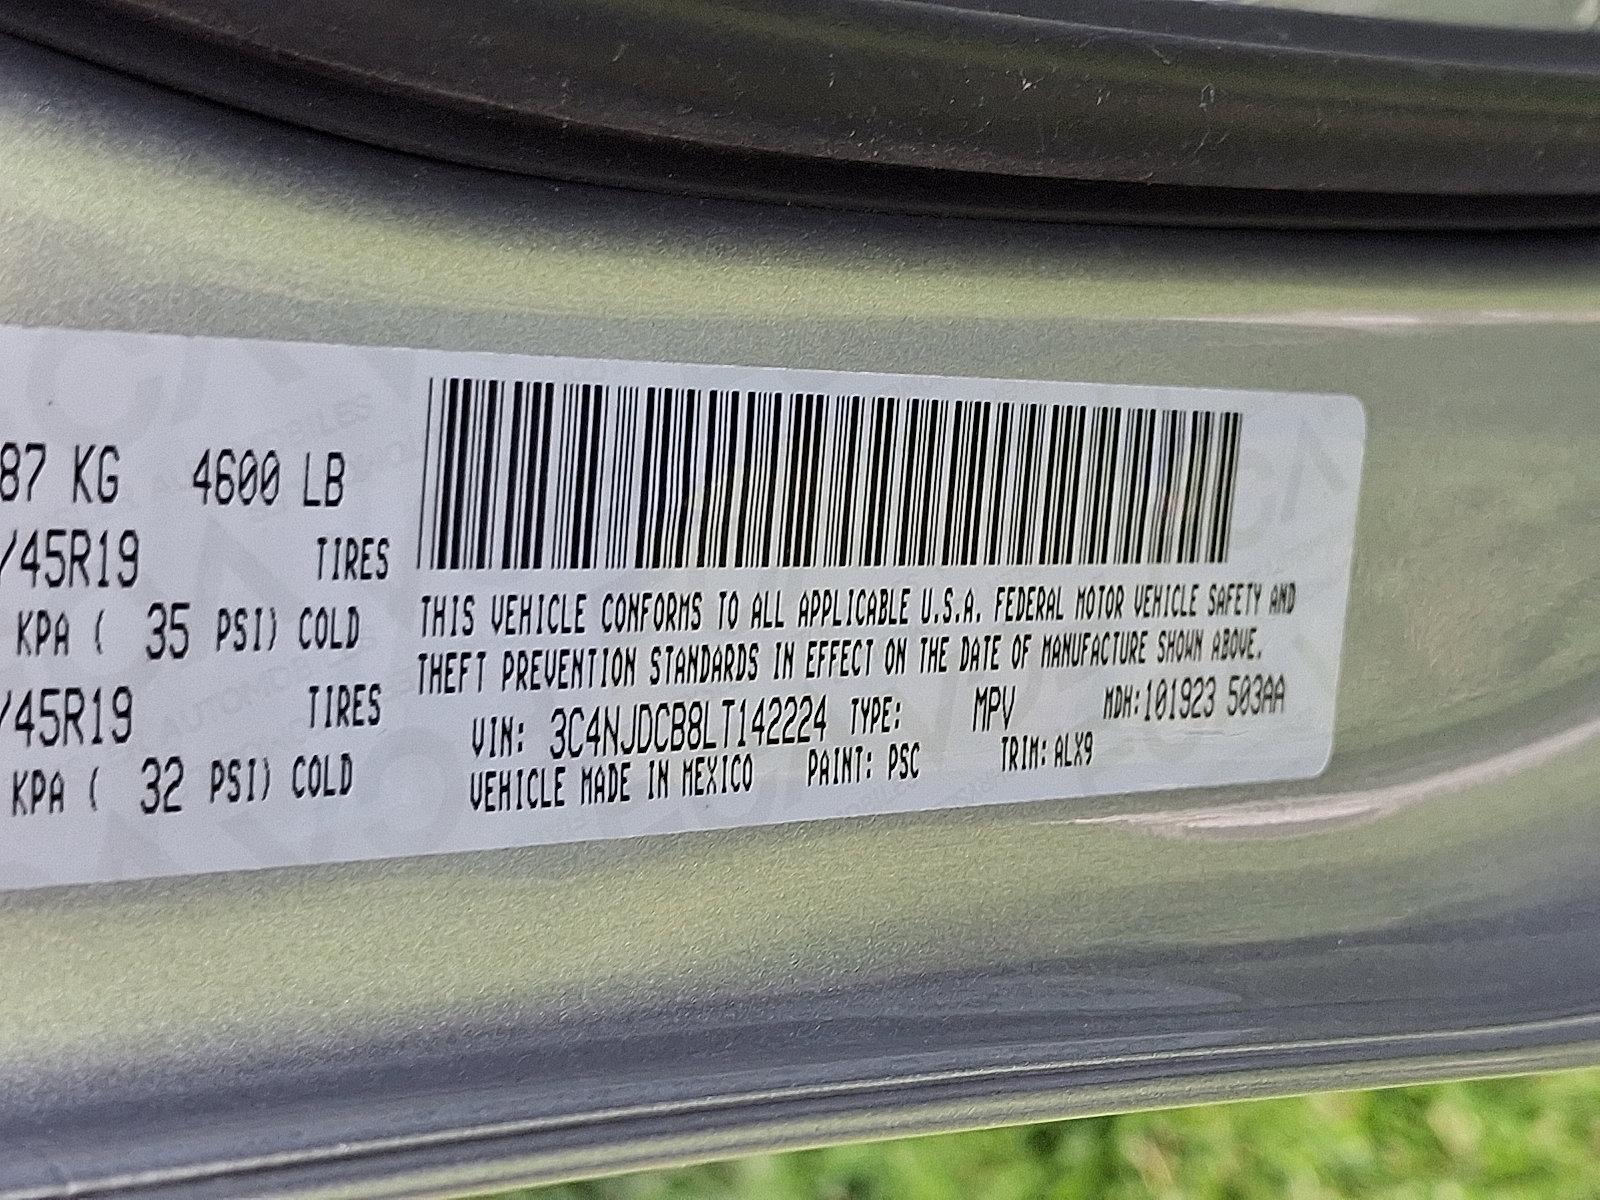 87 KG 4600 LB
/45R19 TIRES
KPA ( 35 PSI) COLD
/45R19 TIRES
KPA ( 32 PSI) COLD
THIS VEHICLE CONFORMS TO ALL APPLICABLE U.S.A. FEDERAL MOTOR VEHICLE SAFETY AND
THEFT PREVENTION STANDARDS IN EFFECT ON THE DATE OF MANUFACTURE SHOWN ABOVE.
VIN: 3C4NJDCB8LT142224 TYPE: MPV MDH:101923 503AA
VEHICLE MADE IN MEXICO PAINT: PSC TRIM: ALX9